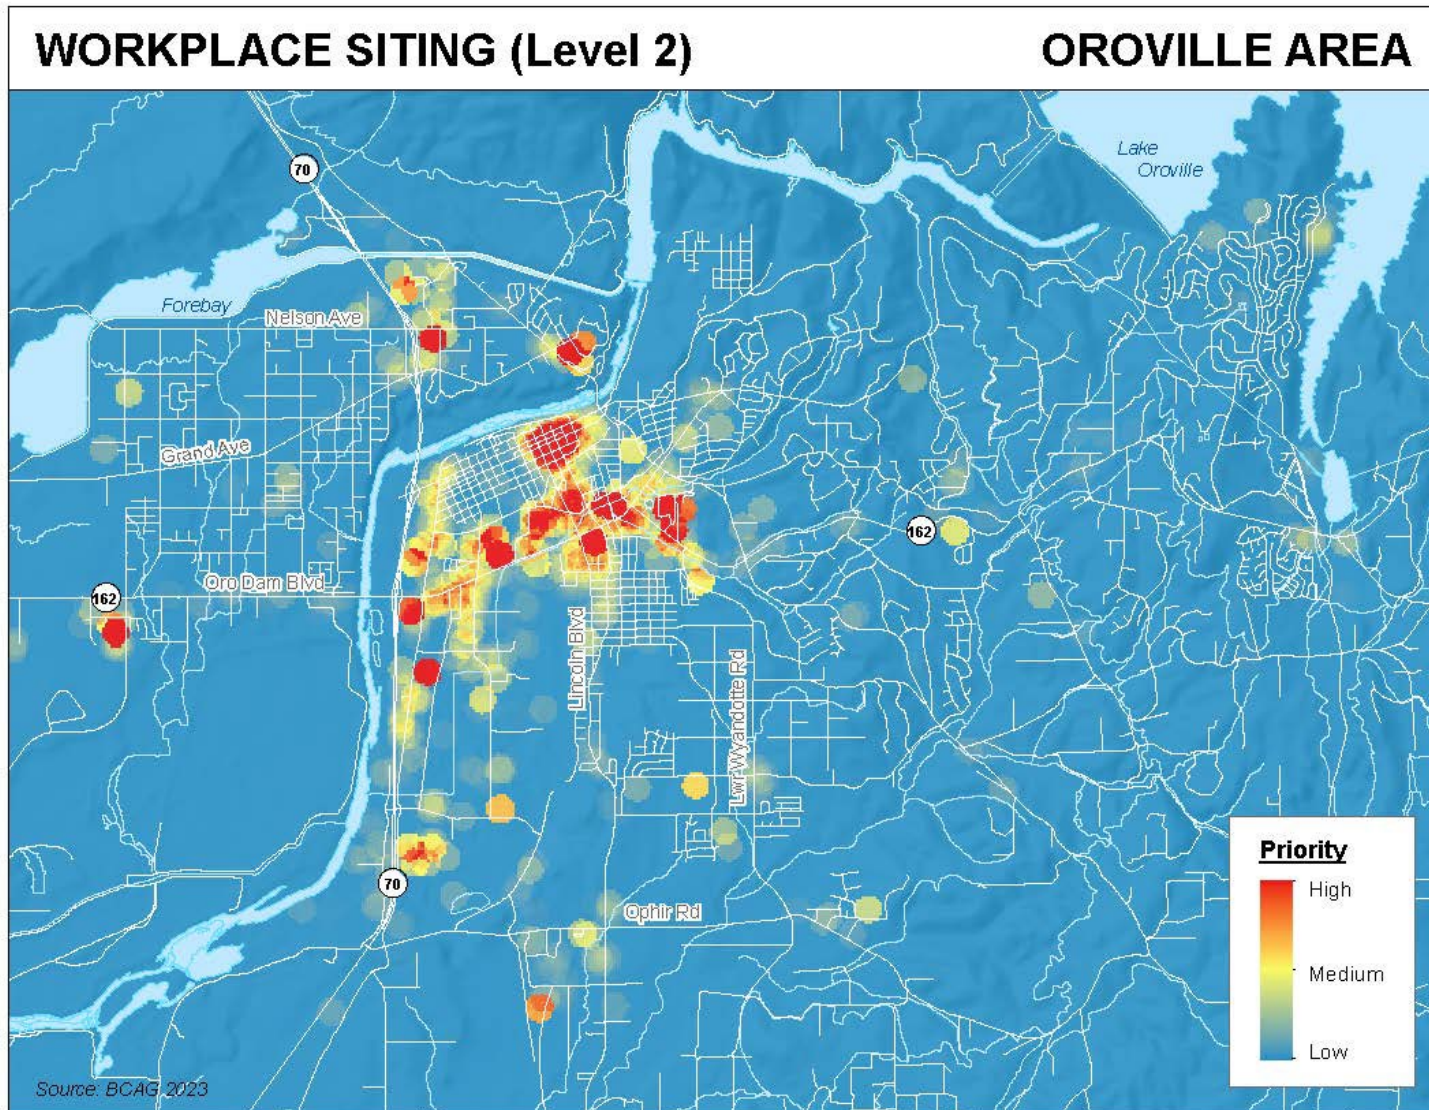 WORKPLACE SITING (Level 2)
OROVILLE AREA
70
Lake
Oroville
Forebay
Nelson Ave
Grand Ave
162
162
Oro Dam Blvd
Lincoln Blvd
Lwr Wyandotte Rd
70
Ophir Rd
Priority
High
Medium
Low
Source: BCAG 2023